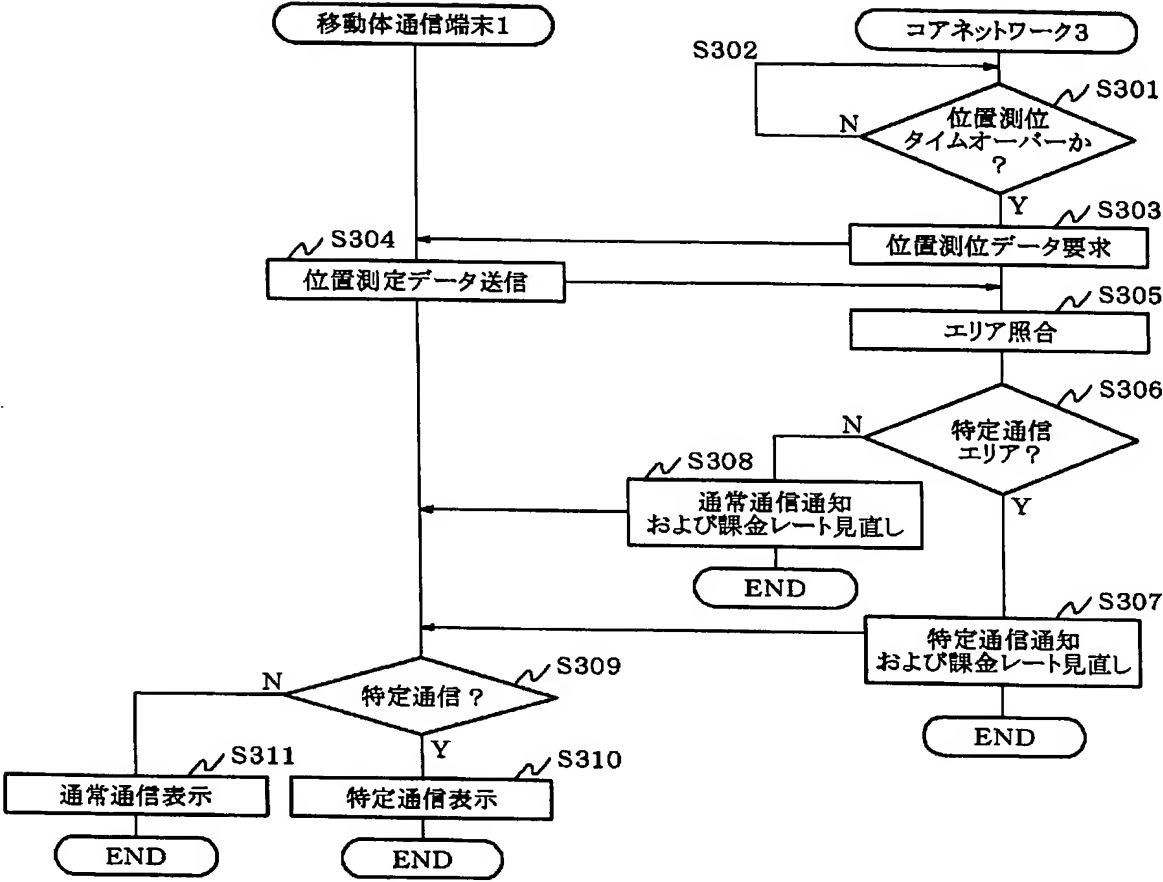 移動体通信端末1
コアネットワーク3
S302
S301
位置測位
タイムオーバーか
?
N
Y
S303
位置測位データ要求
S304
位置測定データ送信
S305
エリア照合
S306
特定通信
エリア?
N
Y
S308
通常通信通知
および課金レート見直し
END
S307
特定通信通知
および課金レート見直し
END
S309
特定通信?
N
Y
S311
通常通信表示
END
S310
特定通信表示
END